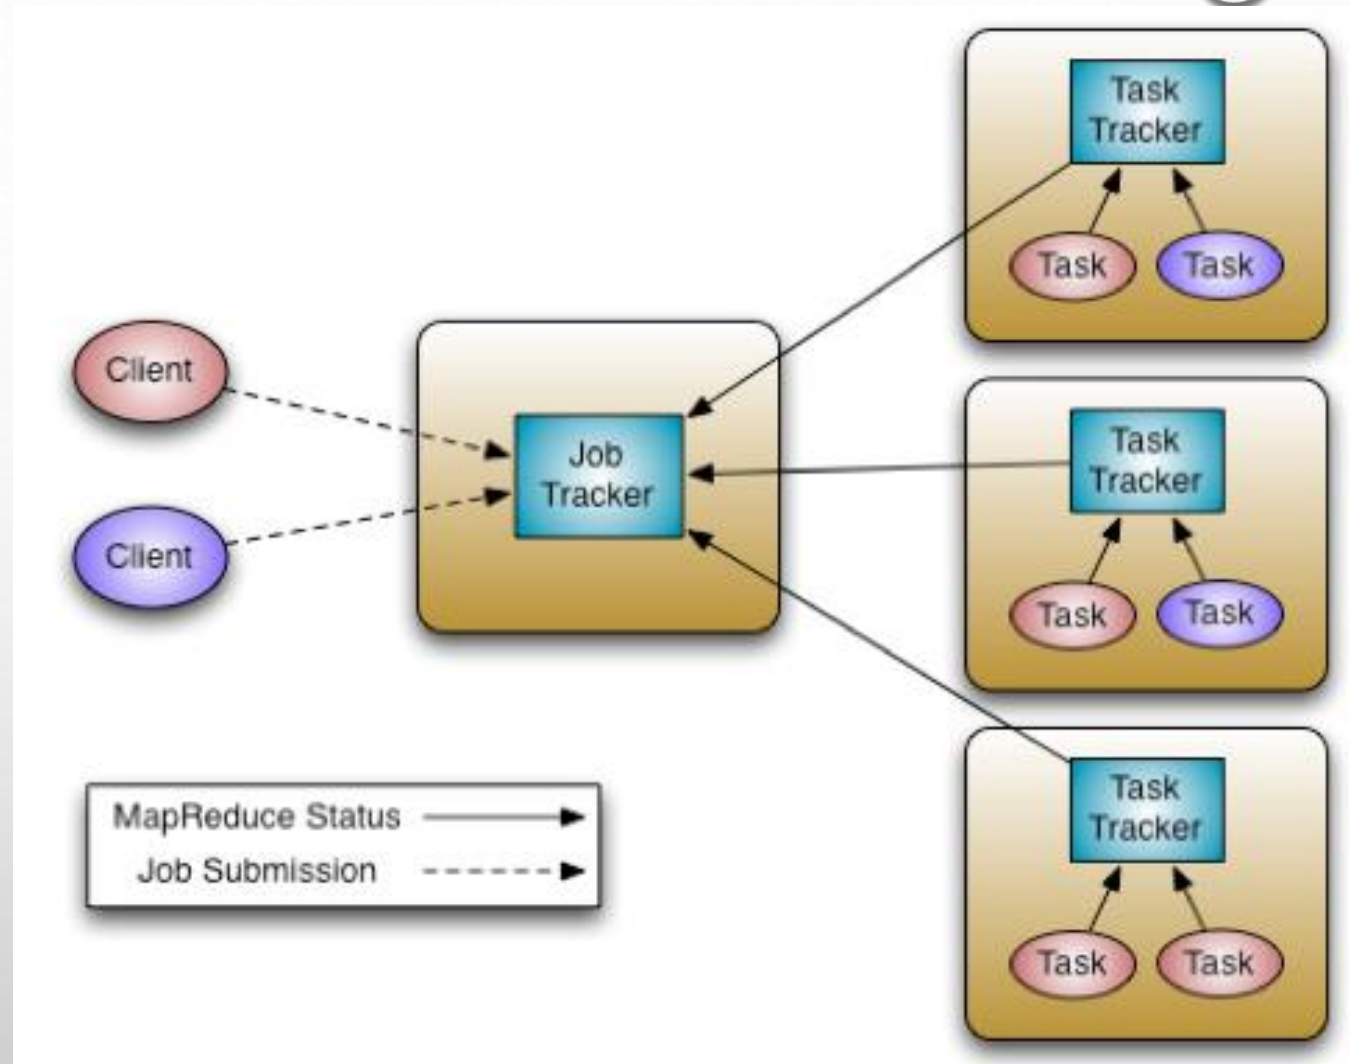 Client
Client
Job
Tracker
Task
Tracker
Task
Task
Task
Tracker
Task
Task
Task
Tracker
Task
Task
MapReduce Status
Job Submission